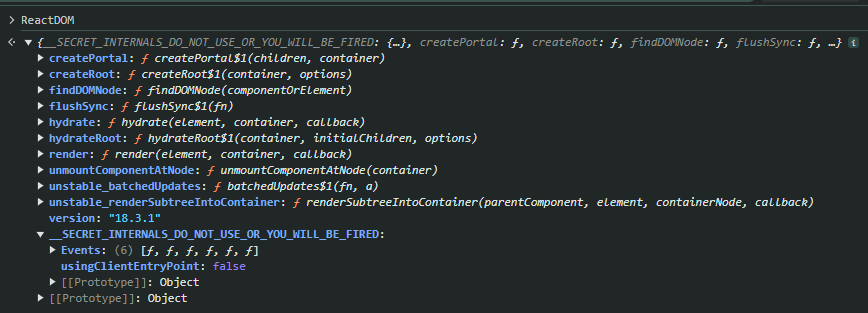 > ReactDOM
{__SECRET_INTERNALS_DO_NOT_USE_OR_YOU_WILL_BE_FIRED: {…}, createPortal: ƒ, createRoot: ƒ, findDOMNode: ƒ, flushSync: ƒ, …} i
createPortal: ƒ createPortal$1(children, container)
createRoot: ƒ createRoot$1(container, options)
findDOMNode: ƒ findDOMNode(componentOrElement)
flushSync: ƒ flushSync$1(fn)
hydrate: ƒ hydrate(element, container, callback)
hydrateRoot: ƒ hydrateRoot$1(container, initialChildren, options)
render: ƒ render(element, container, callback)
unmountComponentAtNode: ƒ unmountComponentAtNode(container)
unstable_batchedUpdates: ƒ batchedUpdates$1(fn, a)
unstable_renderSubtreeIntoContainer: ƒ renderSubtreeIntoContainer(parentComponent, element, containerNode, callback)
version: "18.3.1"
__SECRET_INTERNALS_DO_NOT_USE_OR_YOU_WILL_BE_FIRED:
Events: (6) [ƒ, ƒ, ƒ, ƒ, ƒ, ƒ]
usingClientEntryPoint: false
[[Prototype]]: Object
[[Prototype]]: Object